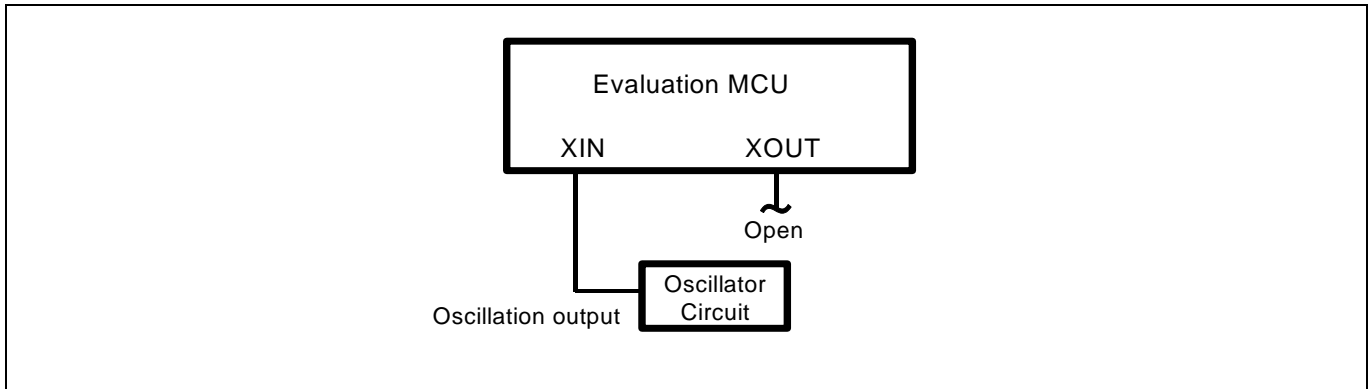 Evaluation MCU
XIN XOUT
Open
Oscillator
Circuit
Oscillation output